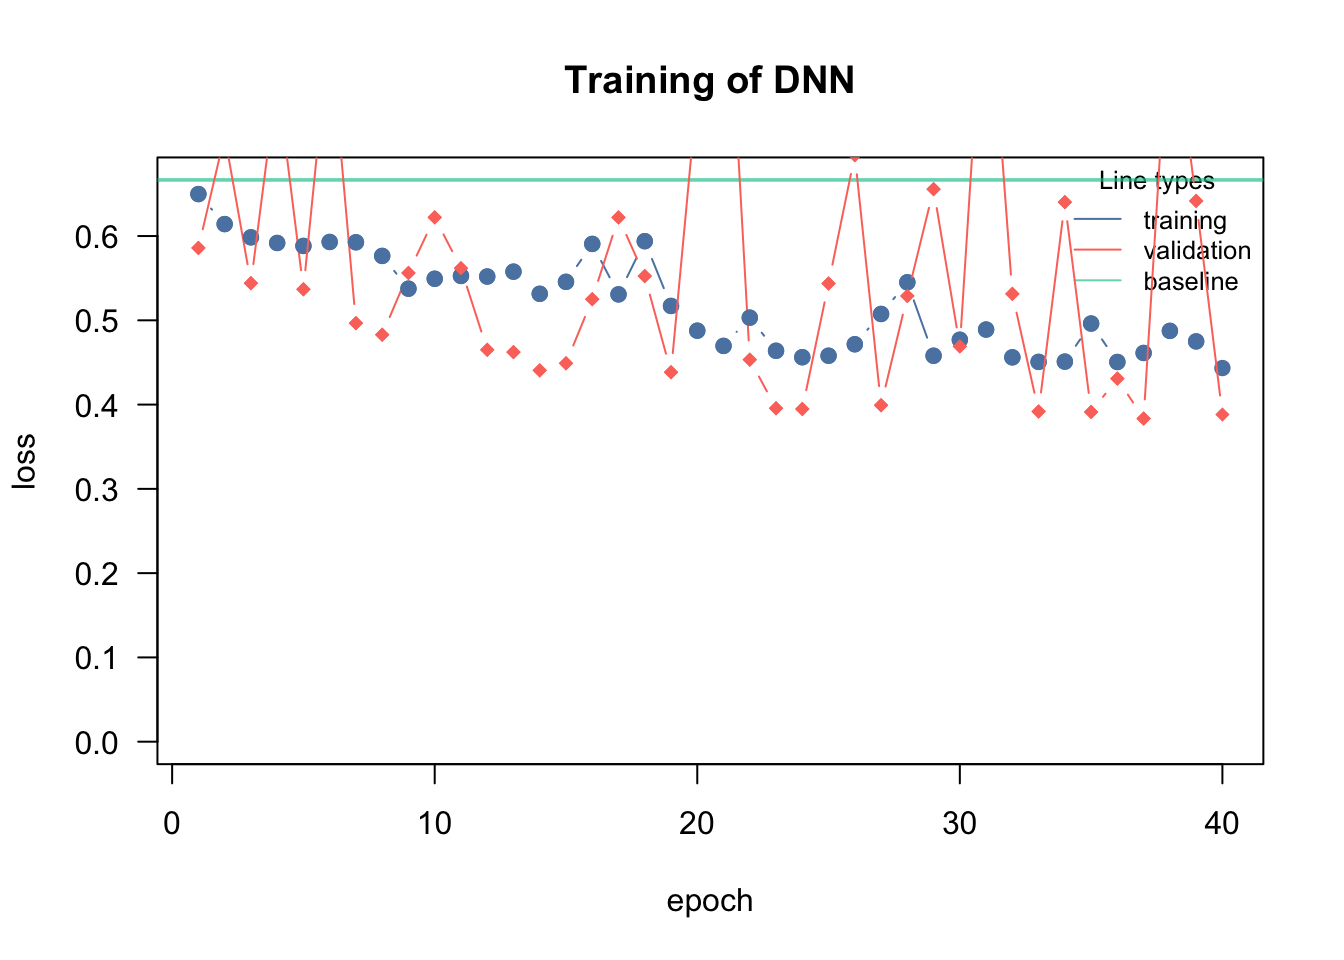 Training of DNN
Line types
training
validation
baseline
0.6
0.5
0.4
0.3
0.2
0.1
0.0
loss
0 10 20 30 40
epoch